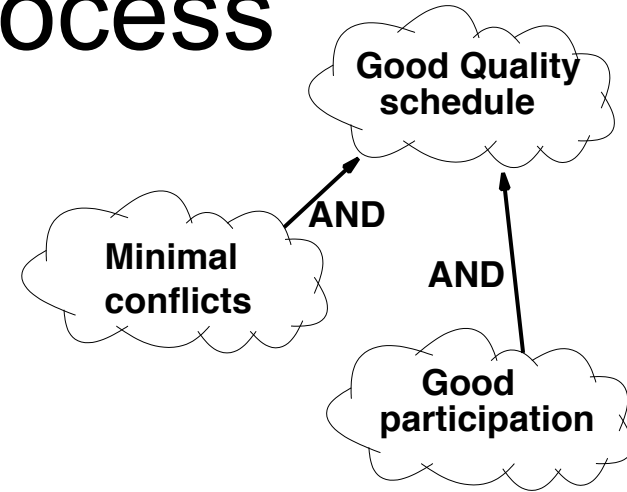 ocess
Good Quality
schedule
AND
Minimal
conflicts
AND
Good
participation